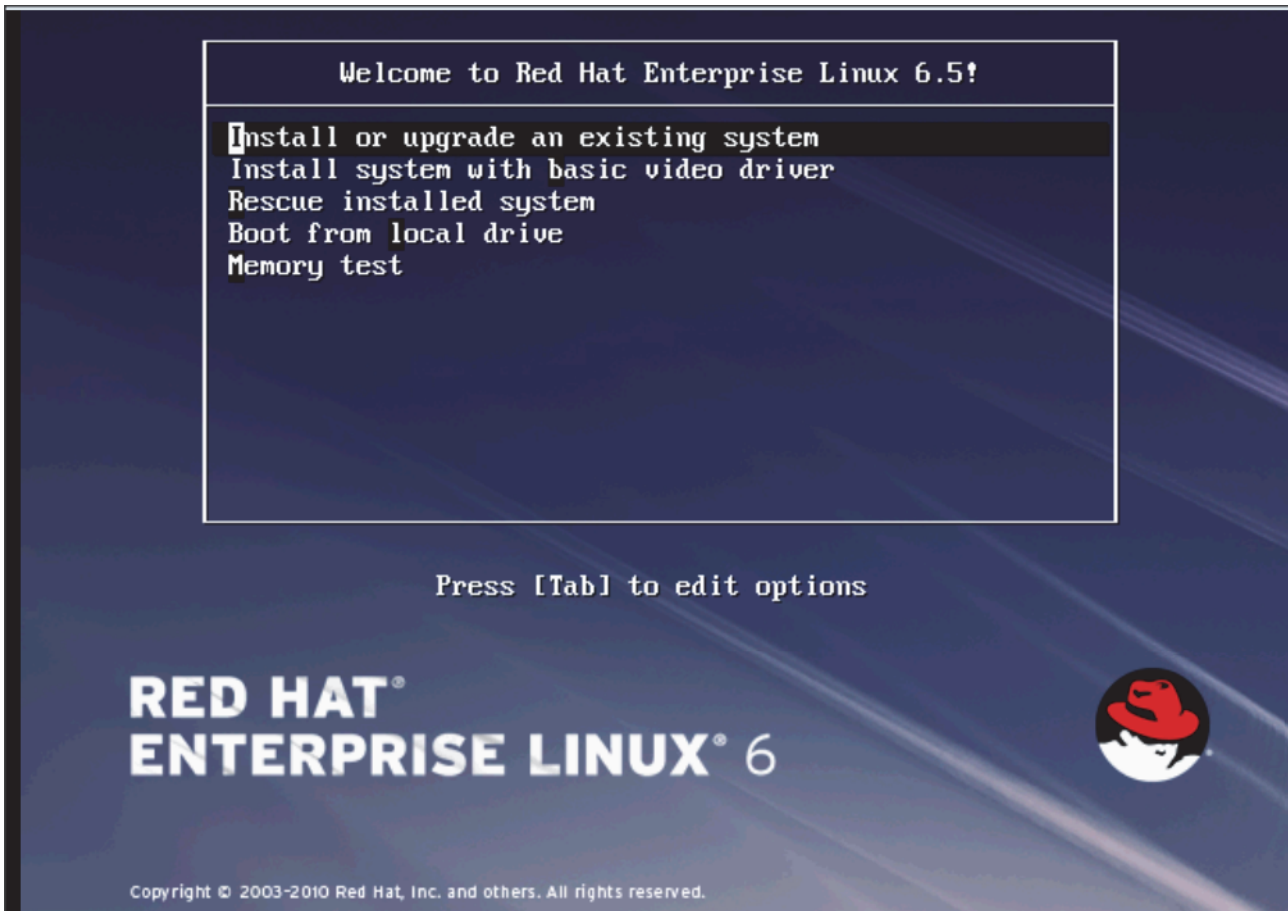 Welcome to Red Hat Enterprise Linux 6.5!
Install or upgrade an existing system
Install system with basic video driver
Rescue installed system
Boot from local drive
Memory test
Press [Tab] to edit options
RED HAT®
ENTERPRISE LINUX® 6
Copyright © 2003-2010 Red Hat, Inc. and others. All rights reserved.